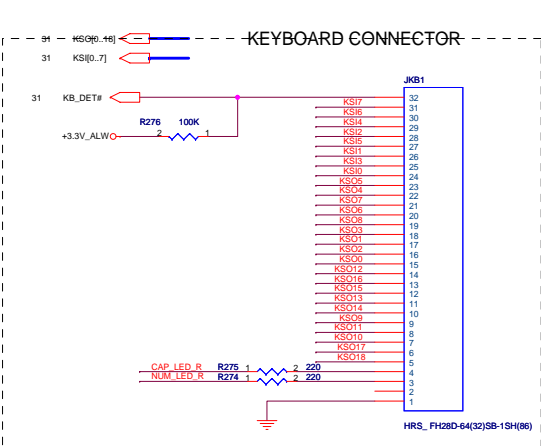 31 KSO[0..18] KEYBOARD CONNECTOR
31 KSI[0..7]
JKB1
31 KB_DET# 32
KSI7 31
R276 100K KSI6 30
+3.3V_ALW 2 1 KSI4 29
KSI2 28
KSI5 27
KSI1 26
KSI3 25
KSI0 24
KSO5 23
KSO4 22
KSO7 21
KSO6 20
KSO8 19
KSO3 18
KSO1 17
KSO2 16
KSO0 15
KSO12 14
KSO16 13
KSO15 12
KSO13 11
KSO14 10
KSO9 9
KSO11 8
KSO10 7
KSO17 6
KSO18 5
CAP_LED_R R275 1 2 220 4
NUM_LED_R R274 1 2 220 3
2
1
HRS_ FH28D-64(32)SB-1SH(86)